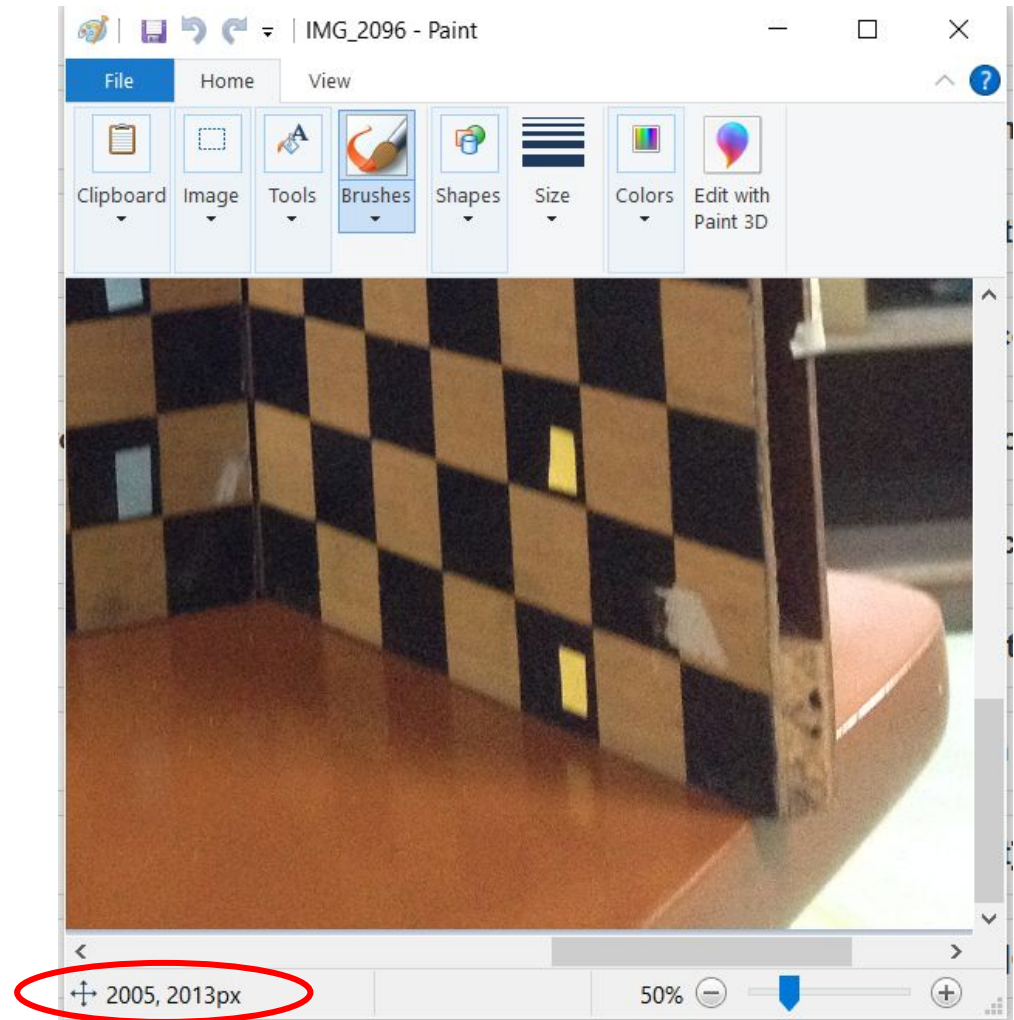 IMG_2096 - Paint
File Home View
Clipboard Image Tools Brushes Shapes Size Colors Edit with
Paint 3D
2005, 2013px 50%